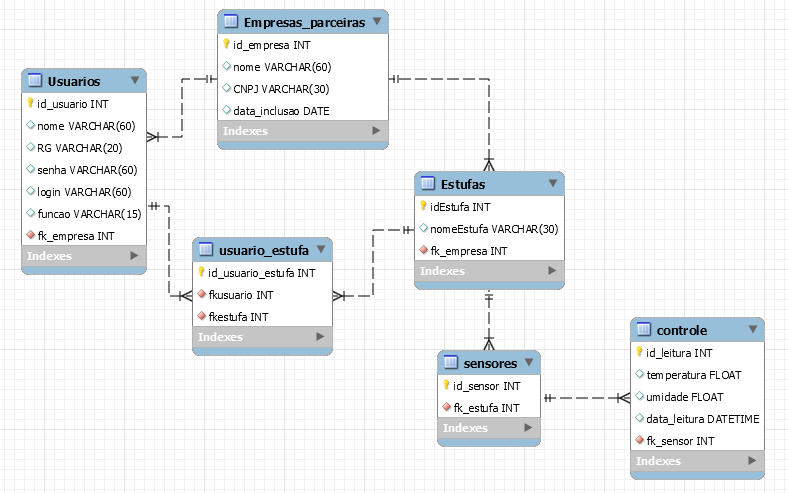 Empresas_parceiras
id_empresa INT
nome VARCHAR(60)
CNPJ VARCHAR(30)
data_inclusao DATE
Indexes
Usuarios
id_usuario INT
nome VARCHAR(60)
RG VARCHAR(20)
senha VARCHAR(60)
login VARCHAR(60)
funcao VARCHAR(15)
fk_empresa INT
Indexes
Estufas
idEstufa INT
nomeEstufa VARCHAR(30)
fk_empresa INT
Indexes
usuario_estufa
id_usuario_estufa INT
fkusuario INT
fkestufa INT
Indexes
sensores
id_sensor INT
fk_estufa INT
Indexes
controle
id_leitura INT
temperatura FLOAT
umidade FLOAT
data_leitura DATETIME
fk_sensor INT
Indexes